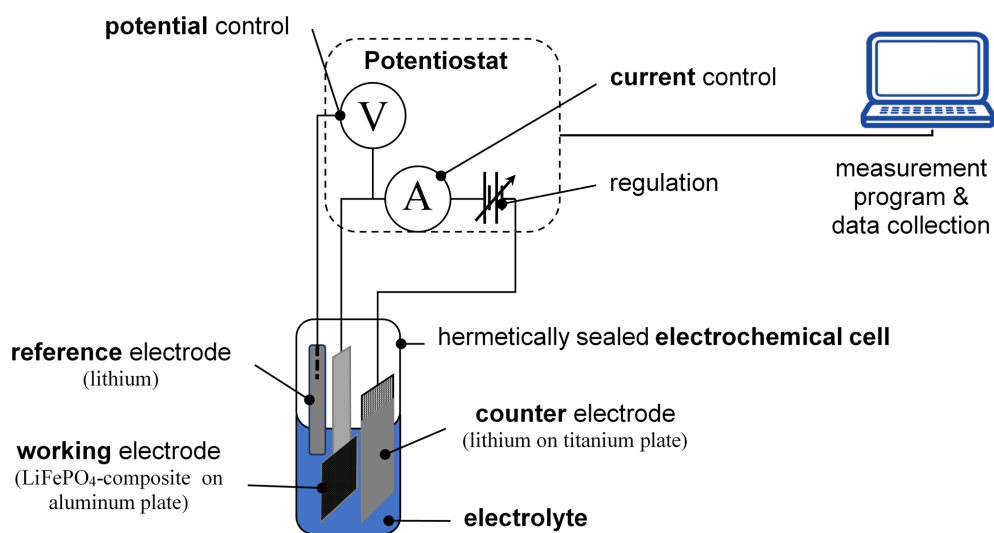 potential control
Potentiostat
V
current control
A
regulation
measurement
program &
data collection
hermetically sealed electrochemical cell
reference electrode
(lithium)
counter electrode
(lithium on titanium plate)
working electrode
(LiFePO₄-composite on
aluminum plate)
electrolyte